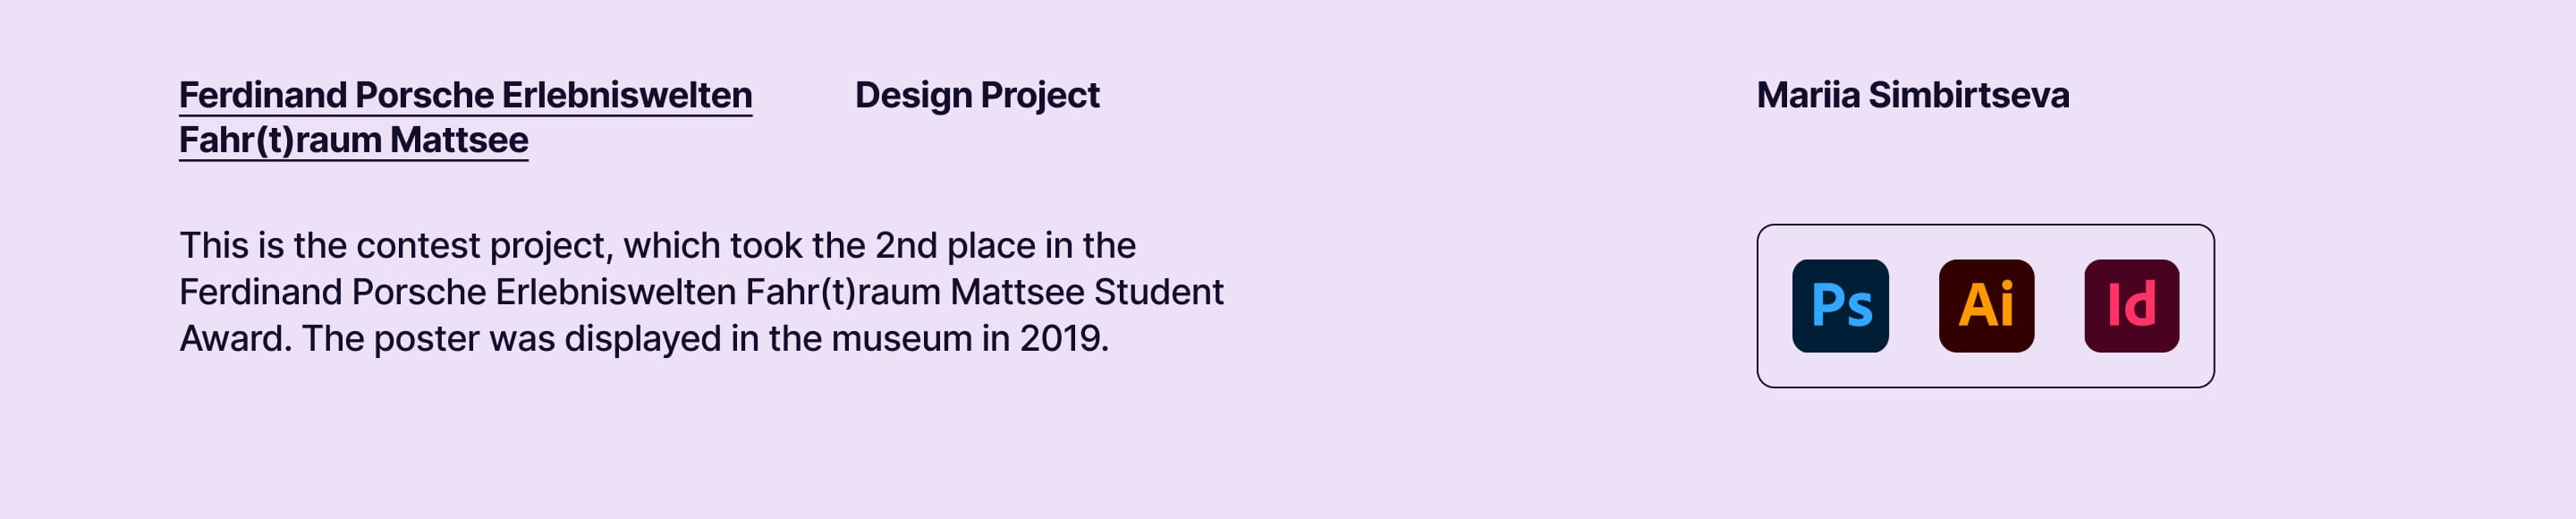 Ferdinand Porsche Erlebniswelten
Fahr(t)raum Mattsee
Design Project
Mariia Simbirtseva
This is the contest project, which took the 2nd place in the
Ferdinand Porsche Erlebniswelten Fahr(t)raum Mattsee Student
Award. The poster was displayed in the museum in 2019.
Ps Ai Id